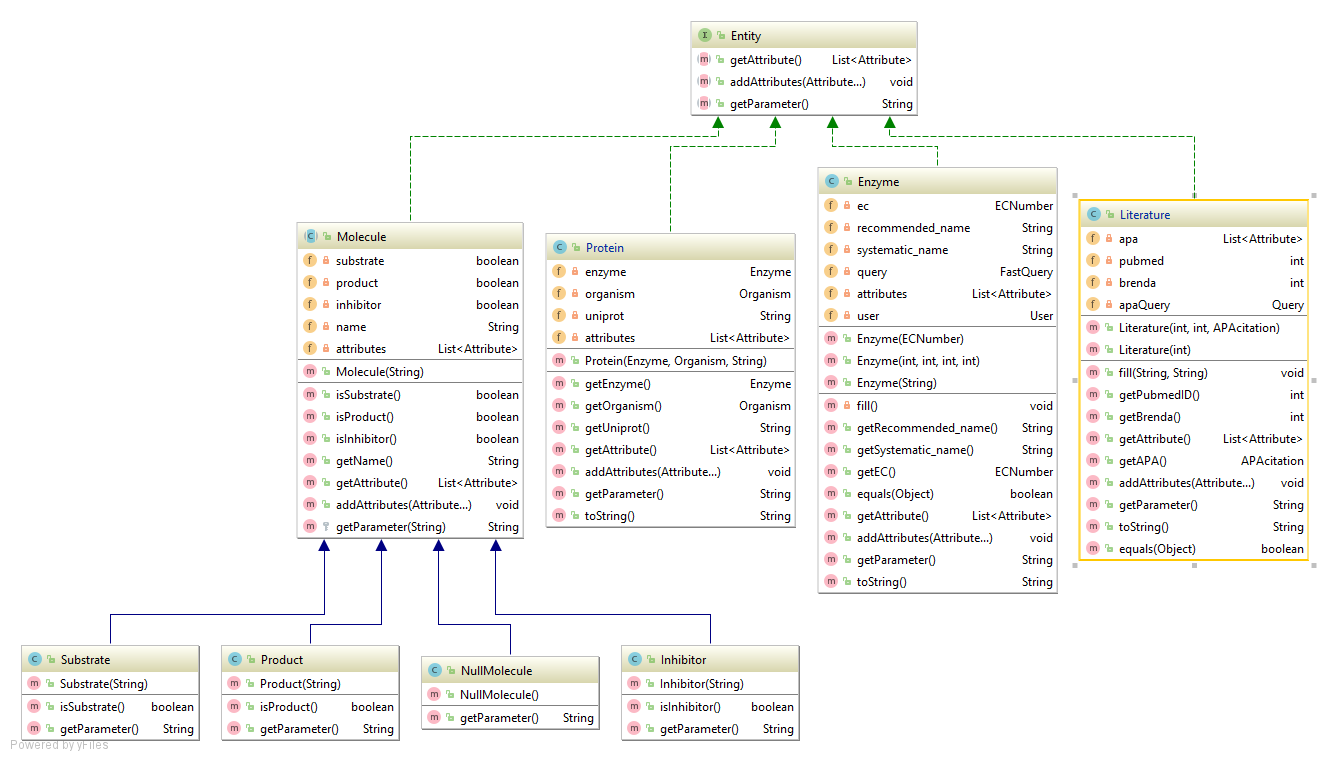 Entity
getAttribute() List<Attribute>
addAttributes(Attribute...) void
getParameter() String
Molecule
substrate boolean
product boolean
inhibitor boolean
name String
attributes List<Attribute>
Molecule(String)
isSubstrate() boolean
isProduct() boolean
isInhibitor() boolean
getName() String
getAttribute() List<Attribute>
addAttributes(Attribute...) void
getParameter(String) String
Protein
enzyme Enzyme
organism Organism
uniprot String
attributes List<Attribute>
Protein(Enzyme, Organism, String)
getEnzyme() Enzyme
getOrganism() Organism
getUniprot() String
getAttribute() List<Attribute>
addAttributes(Attribute...) void
getParameter() String
toString() String
Enzyme
ec ECNumber
recommended_name String
systematic_name String
query FastQuery
attributes List<Attribute>
user User
Enzyme(ECNumber)
Enzyme(int, int, int, int)
Enzyme(String)
fill() void
getRecommended_name() String
getSystematic_name() String
getEC() ECNumber
equals(Object) boolean
getAttribute() List<Attribute>
addAttributes(Attribute...) void
getParameter() String
toString() String
Literature
apa List<Attribute>
pubmed int
brenda int
apaQuery Query
Literature(int, int, APAcitation)
Literature(int)
fill(String, String) void
getPubmedID() int
getBrenda() int
getAttribute() List<Attribute>
getAPA() APAcitation
addAttributes(Attribute...) void
getParameter() String
toString() String
equals(Object) boolean
Substrate
Substrate(String)
isSubstrate() boolean
getParameter() String
Product
Product(String)
isProduct() boolean
getParameter() String
NullMolecule
NullMolecule()
getParameter() String
Inhibitor
Inhibitor(String)
isInhibitor() boolean
getParameter() String
Powered by yFiles